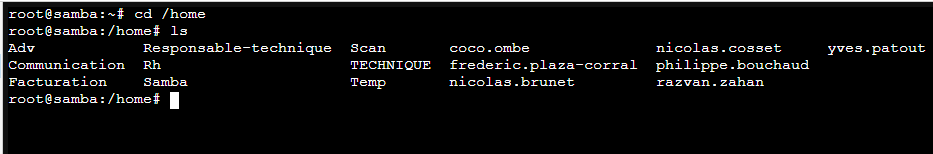 root@samba:~# cd /home
root@samba:/home# ls
Adv Responsable-technique Scan coco.ombe nicolas.cosset yves.patout
Communication Rh TECHNIQUE frederic.plaza-corral philippe.bouchaud
Facturation Samba Temp nicolas.brunet razvan.zahan
root@samba:/home#